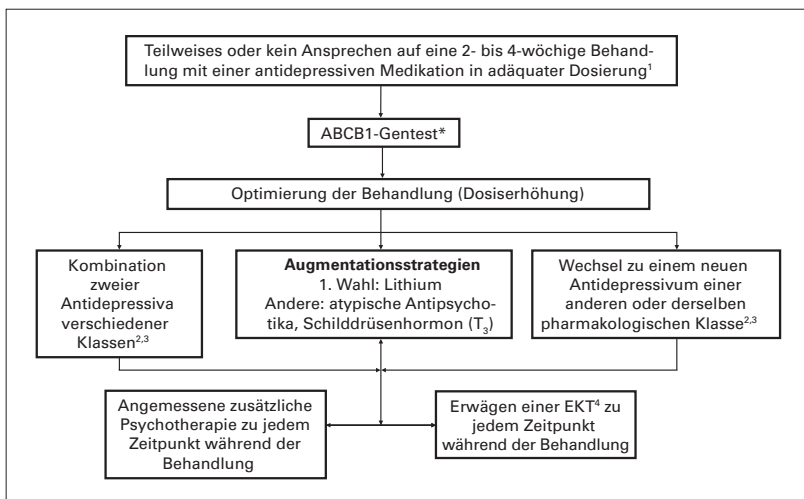 Teilweises oder kein Ansprechen auf eine 2- bis 4-wöchige Behand-
lung mit einer antidepressiven Medikation in adäquater Dosierung¹
ABCB1-Gentest*
Optimierung der Behandlung (Dosiserhöhung)
Kombination
zweier
Antidepressiva
verschiedener
Klassen²,³
Augmentationsstrategien
1. Wahl: Lithium
Andere: atypische Antipsycho-
tika, Schilddrüsenhormon (T₃)
Wechsel zu einem neuen
Antidepressivum einer
anderen oder derselben
pharmakologischen Klasse²,³
Angemessene zusätzliche
Psychotherapie zu jedem
Zeitpunkt während der
Behandlung
Erwägen einer EKT⁴ zu
jedem Zeitpunkt
während der Behandlung